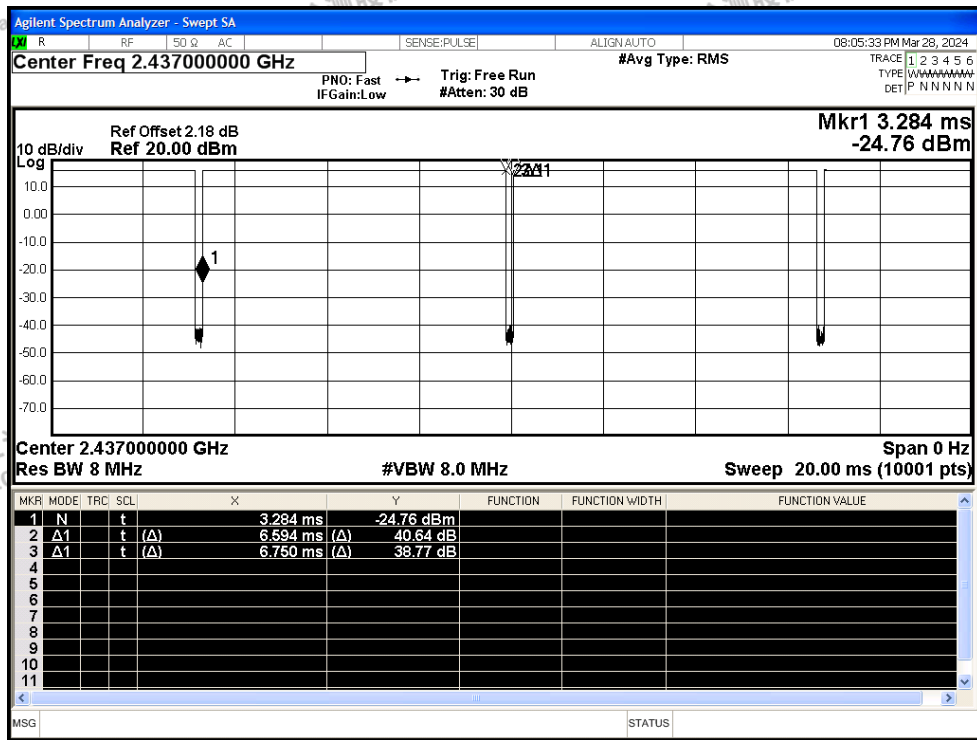 Agilent Spectrum Analyzer - Swept SA
LXI R RF 50 Ω AC SENSE:PULSE ALIGN AUTO 08:05:33 PM Mar 28, 2024
Center Freq 2.437000000 GHz #Avg Type: RMS TRACE 1 2 3 4 5 6
PNO: Fast Trig: Free Run TYPE
IFGain:Low #Atten: 30 dB DET P N N N N N
Mkr1 3.284 ms
Ref Offset 2.18 dB
10 dB/div Ref 20.00 dBm -24.76 dBm
Log
10.0
0.00
-10.0
1
-20.0
-30.0
-40.0
-50.0
-60.0
-70.0
Center 2.437000000 GHz Span 0 Hz
Res BW 8 MHz #VBW 8.0 MHz Sweep 20.00 ms (10001 pts)
MKR MODE TRC SCL X Y FUNCTION FUNCTION WIDTH FUNCTION VALUE
1 N t 3.284 ms -24.76 dBm
2 Δ1 t (Δ) 6.594 ms (Δ) 40.64 dB
3 Δ1 t (Δ) 6.750 ms (Δ) 38.77 dB
4
5
6
7
8
9
10
11
MSG STATUS